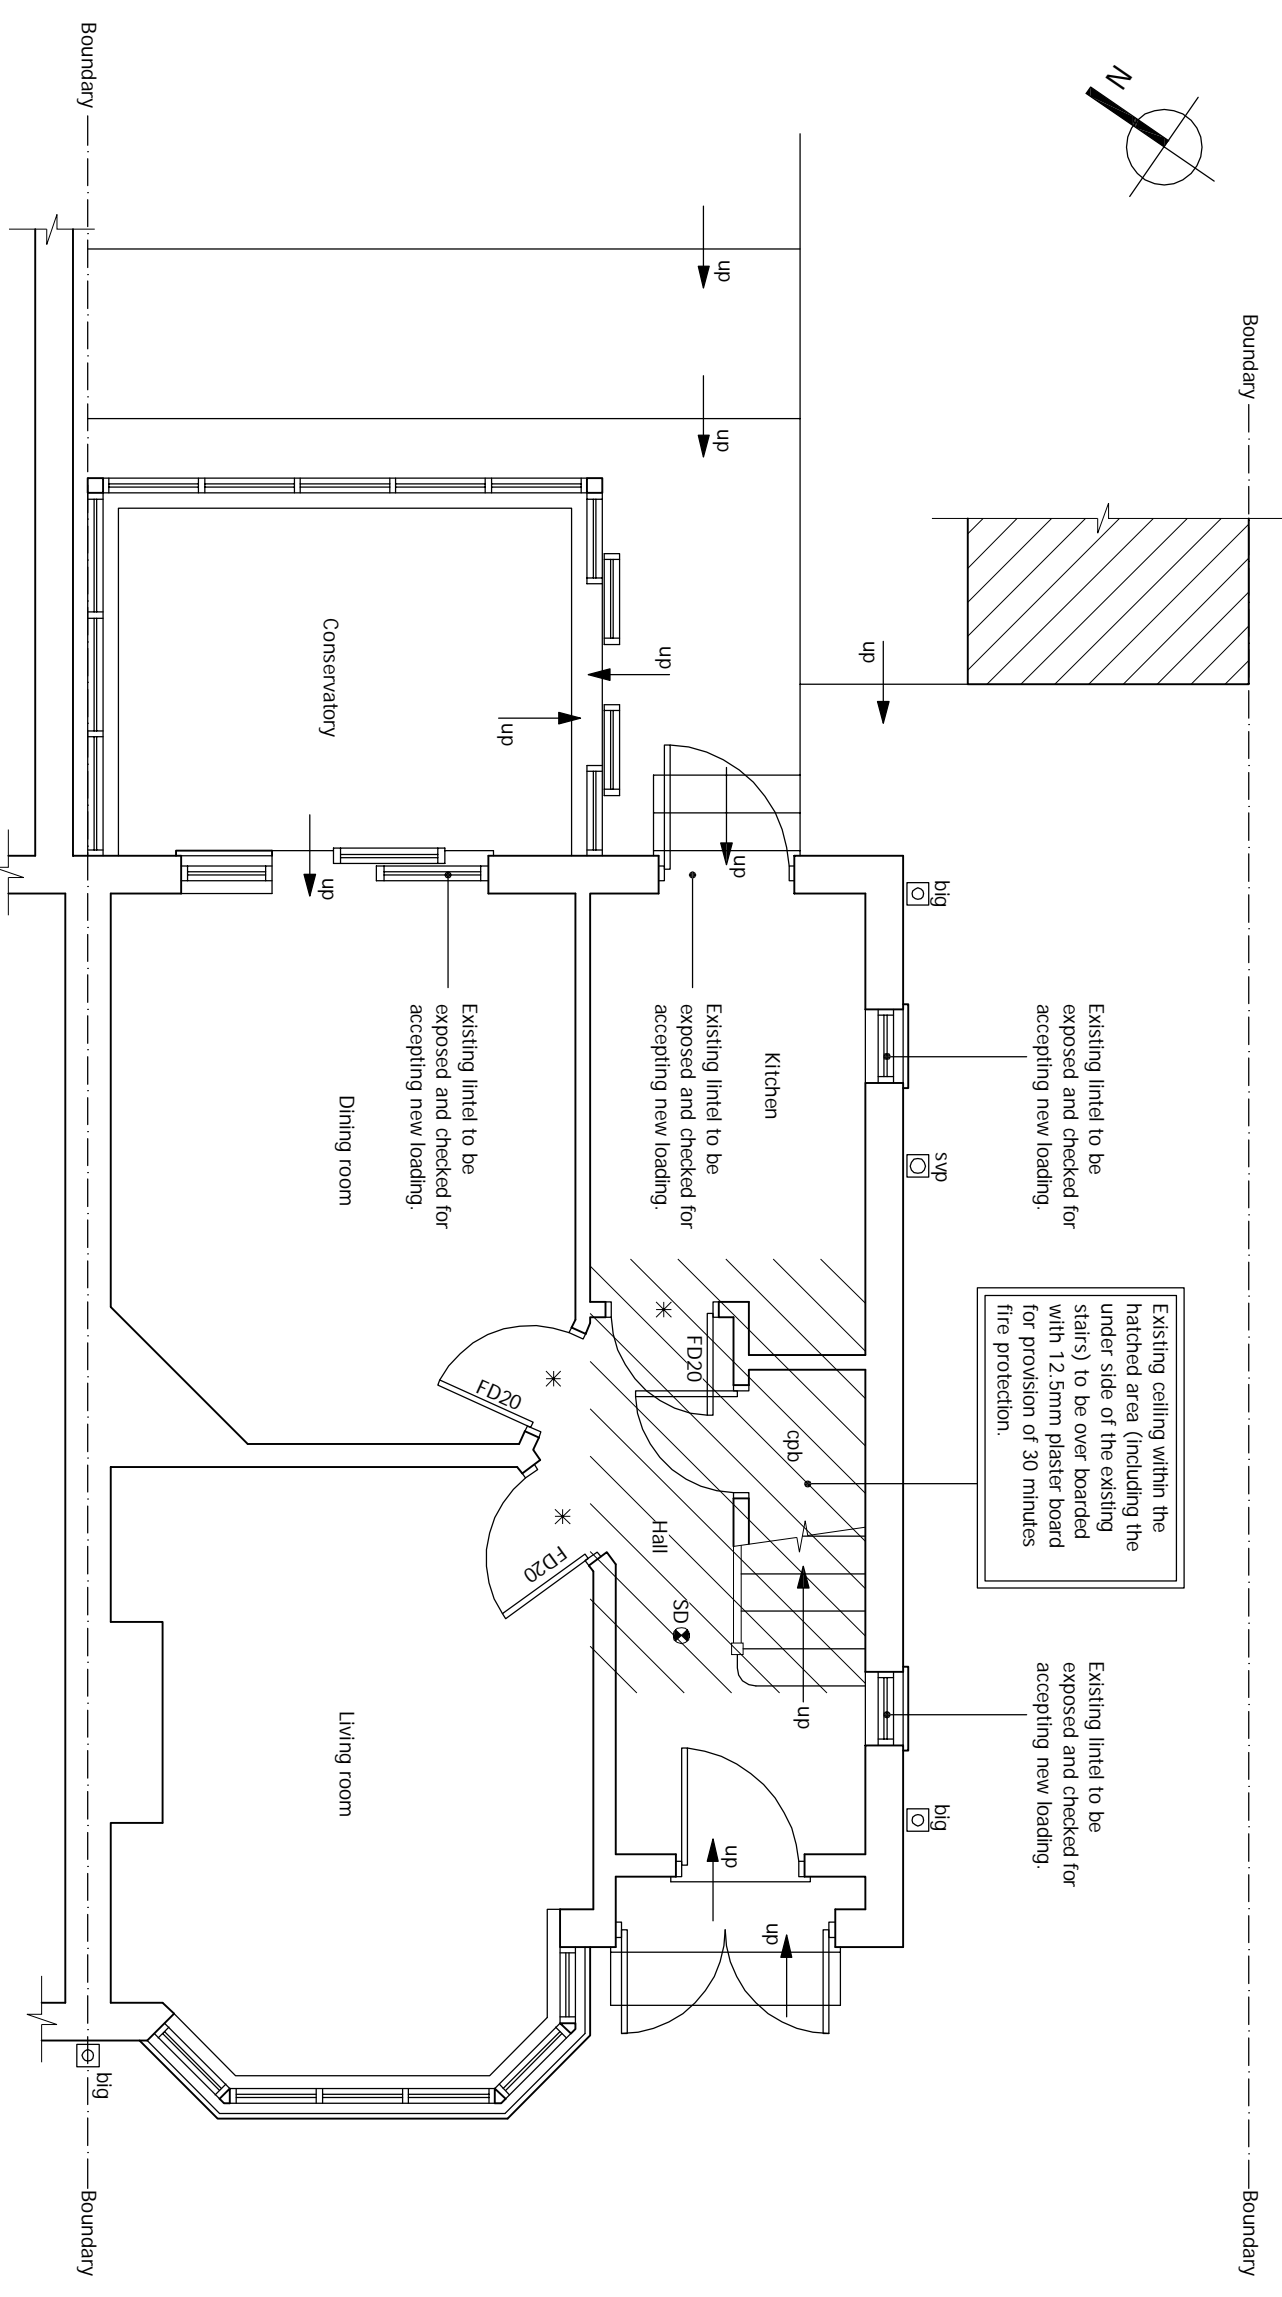 Boundary
Boundary
N
up
up
up
up
up
up
up
Conservatory
big
Existing lintel to be
exposed and checked for
accepting new loading.
svp
Existing ceiling within the
hatched area (including the
under side of the existing
stairs) to be over boarded
with 12.5mm plaster board
for provision of 30 minutes
fire protection.
Existing lintel to be
exposed and checked for
accepting new loading.
big
Kitchen
Existing lintel to be
exposed and checked for
accepting new loading.
FD20
cpb
Hall
SD
up
up
up
Existing lintel to be
exposed and checked for
accepting new loading.
Dining room
FD20
FD20
Living room
big
Boundary
Boundary